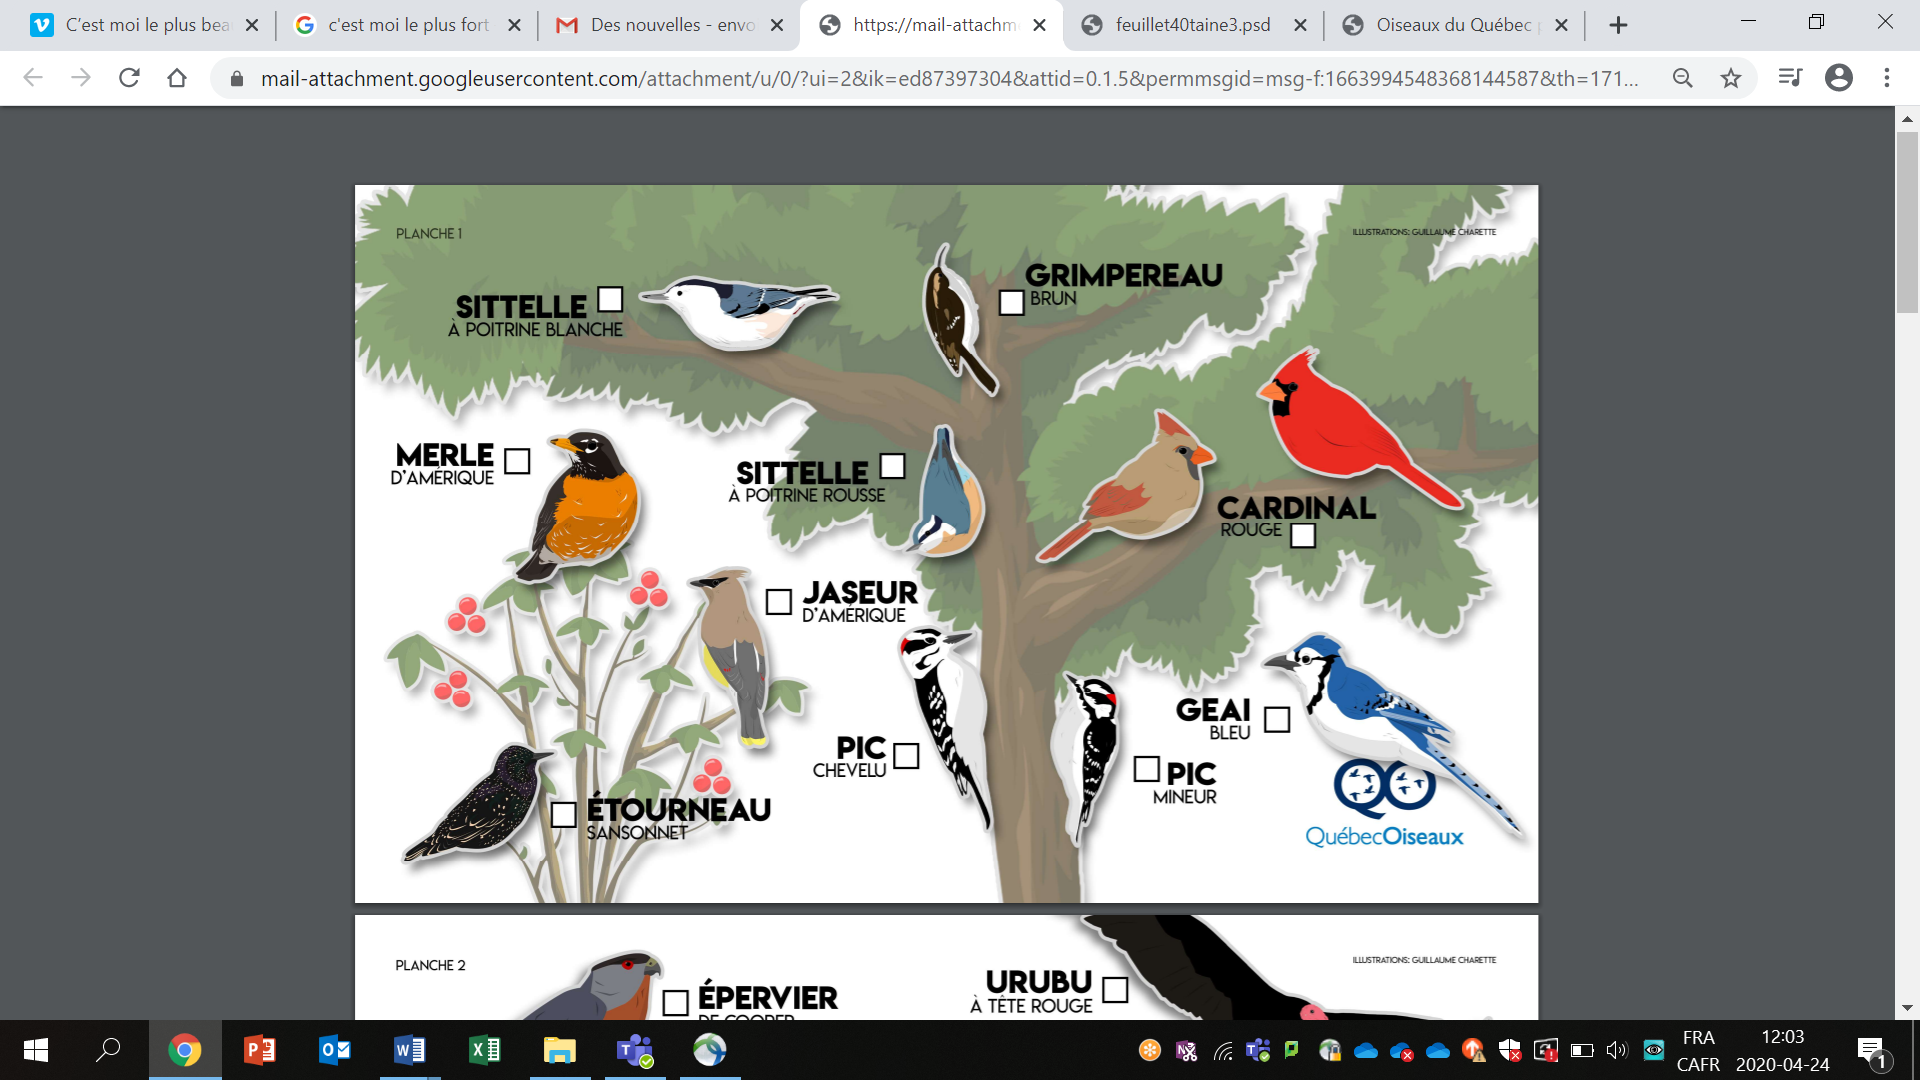 C'est moi le plus bea
c'est moi le plus fort
Des nouvelles - envo
https://mail-attachm
feuillet40taine3.psd
Oiseaux du Québec p
mail-attachment.googleusercontent.com/attachment/u/0/?ui=2&ik=ed87397304&attid=0.1.5&permmsgid=msg-f:1663994548368144587&th=171...
PLANCHE 1
ILLUSTRATIONS: GUILLAUME CHARETTE
SITTELLE
À POITRINE BLANCHE
GRIMPEREAU
BRUN
MERLE
D'AMÉRIQUE
SITTELLE
À POITRINE ROUSSE
CARDINAL
ROUGE
JASEUR
D'AMÉRIQUE
PIC
CHEVELU
PIC
MINEUR
GEAI
BLEU
ÉTOURNEAU
SANSONNET
QuébecOiseaux
PLANCHE 2
ILLUSTRATIONS: GUILLAUME CHARETTE
ÉPERVIER
DE COOPER
URUBU
À TÊTE ROUGE
FRA
CAFR
12:03
2020-04-24
1